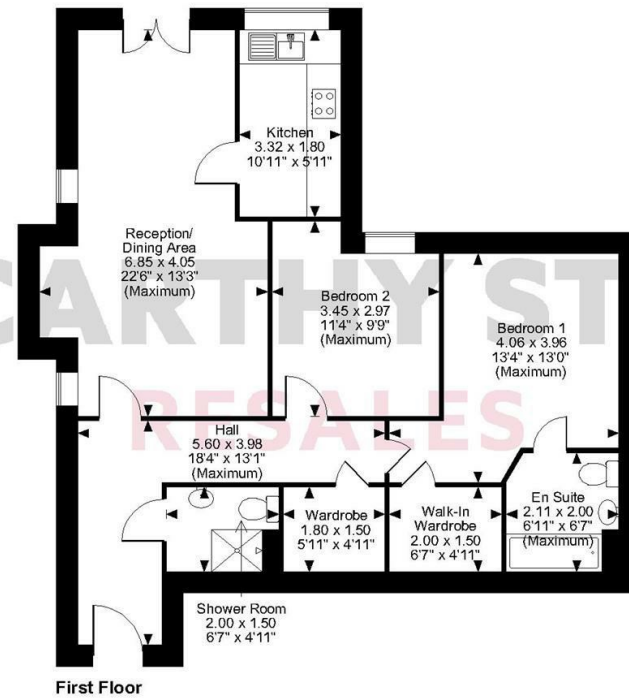 Kitchen
3.32 x 1.80
10'11" x 5'11"
Reception/
Dining Area
6.85 x 4.05
22'6" x 13'3"
(Maximum)
Bedroom 2
3.45 x 2.97
11'4" x 9'9"
(Maximum)
Bedroom 1
4.06 x 3.96
13'4" x 13'0"
(Maximum)
CARTHY ST
RESALES
Hall
5.60 x 3.98
18'4" x 13'1"
(Maximum)
Wardrobe
1.80 x 1.50
5'11" x 4'11"
Walk-In
Wardrobe
2.00 x 1.50
6'7" x 4'11"
En Suite
2.11 x 2.00
6'11" x 6'7"
(Maximum)
Shower Room
2.00 x 1.50
6'7" x 4'11"
First Floor